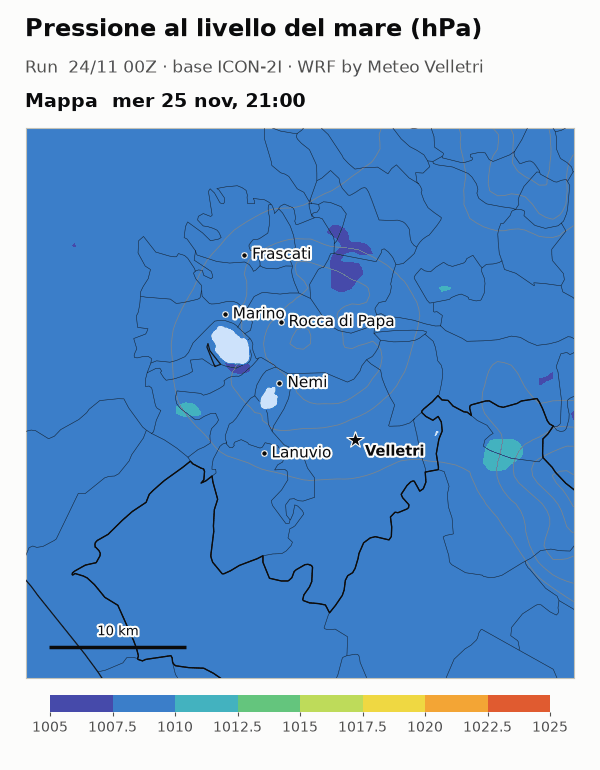 Pressione al livello del mare (hPa)
Run  24/11 00Z · base ICON-2I · WRF by Meteo Velletri
Mappa  mer 25 nov, 21:00
Frascati
Marino
Rocca di Papa
Nemi
Velletri
Lanuvio
10 km
1005 1007.5 1010 1012.5 1015 1017.5 1020 1022.5 1025